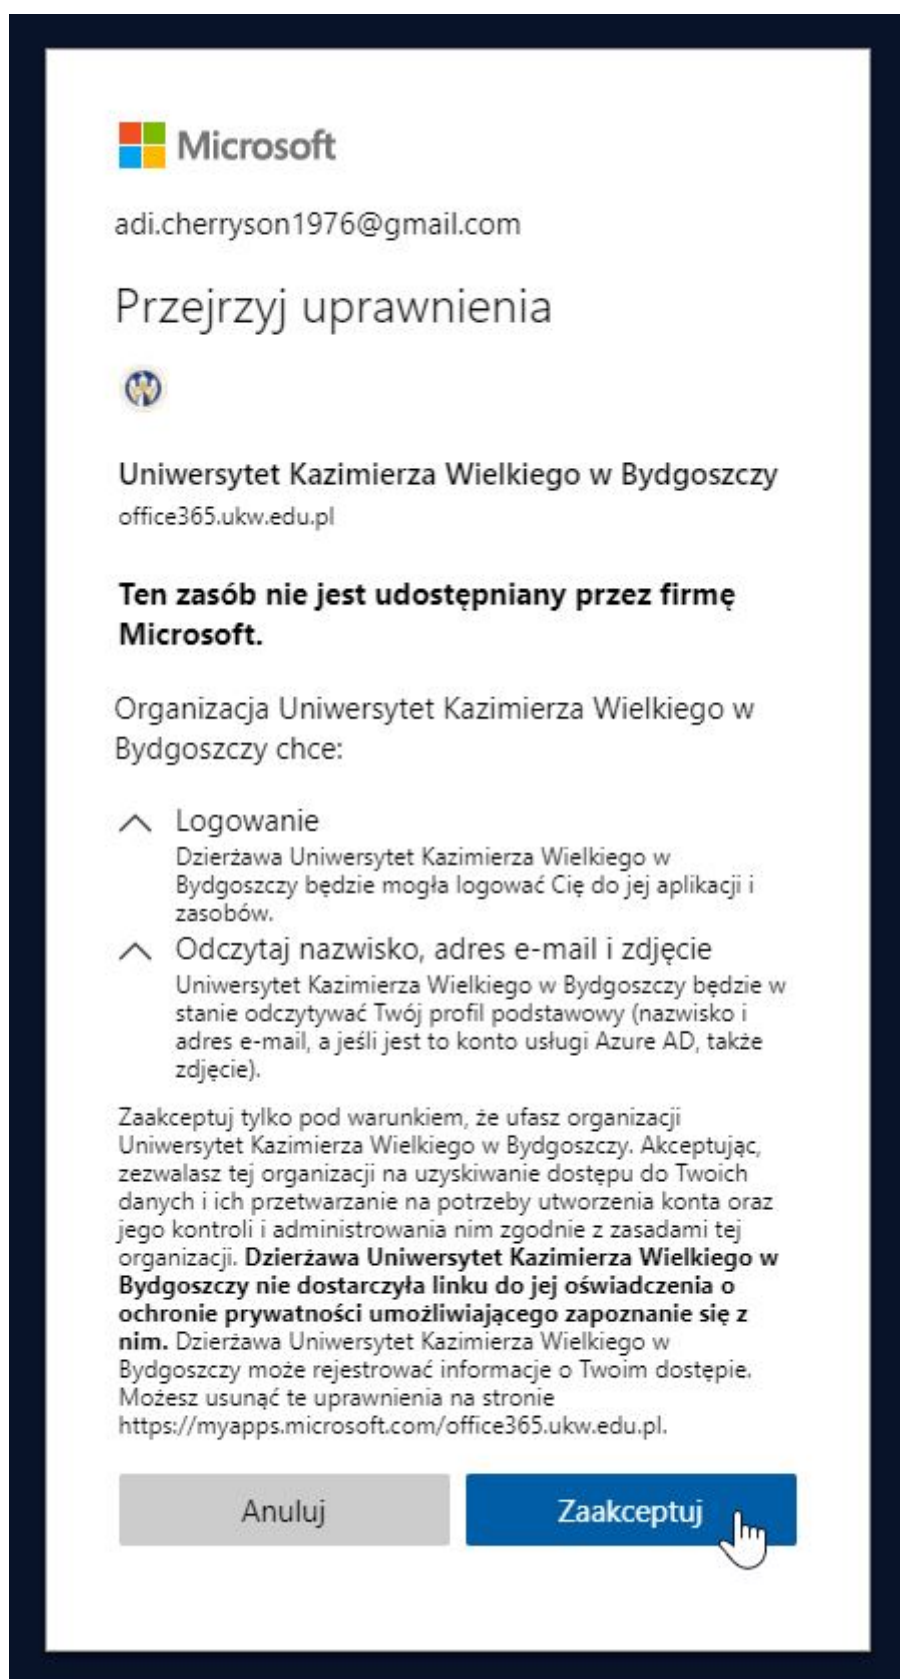 Microsoft
adi.cherryson1976@gmail.com
Przejrzyj uprawnienia
Uniwersytet Kazimierza Wielkiego w Bydgoszczy
office365.ukw.edu.pl
Ten zasób nie jest udostępniany przez firmę
Microsoft.
Organizacja Uniwersytet Kazimierza Wielkiego w
Bydgoszczy chce:
Logowanie
Dzierżawa Uniwersytet Kazimierza Wielkiego w
Bydgoszczy będzie mogła logować Cię do jej aplikacji i
zasobów.
Odczytaj nazwisko, adres e-mail i zdjęcie
Uniwersytet Kazimierza Wielkiego w Bydgoszczy będzie w
stanie odczytywać Twój profil podstawowy (nazwisko i
adres e-mail, a jeśli jest to konto usługi Azure AD, także
zdjęcie).
Zaakceptuj tylko pod warunkiem, że ufasz organizacji
Uniwersytet Kazimierza Wielkiego w Bydgoszczy. Akceptując,
zezwalasz tej organizacji na uzyskiwanie dostępu do Twoich
danych i ich przetwarzanie na potrzeby utworzenia konta oraz
jego kontroli i administrowania nim zgodnie z zasadami tej
organizacji. Dzierżawa Uniwersytet Kazimierza Wielkiego w
Bydgoszczy nie dostarczyła linku do jej oświadczenia o
ochronie prywatności umożliwiającego zapoznanie się z
nim. Dzierżawa Uniwersytet Kazimierza Wielkiego w
Bydgoszczy może rejestrować informacje o Twoim dostępie.
Możesz usunąć te uprawnienia na stronie
https://myapps.microsoft.com/office365.ukw.edu.pl.
Anuluj
Zaakceptuj